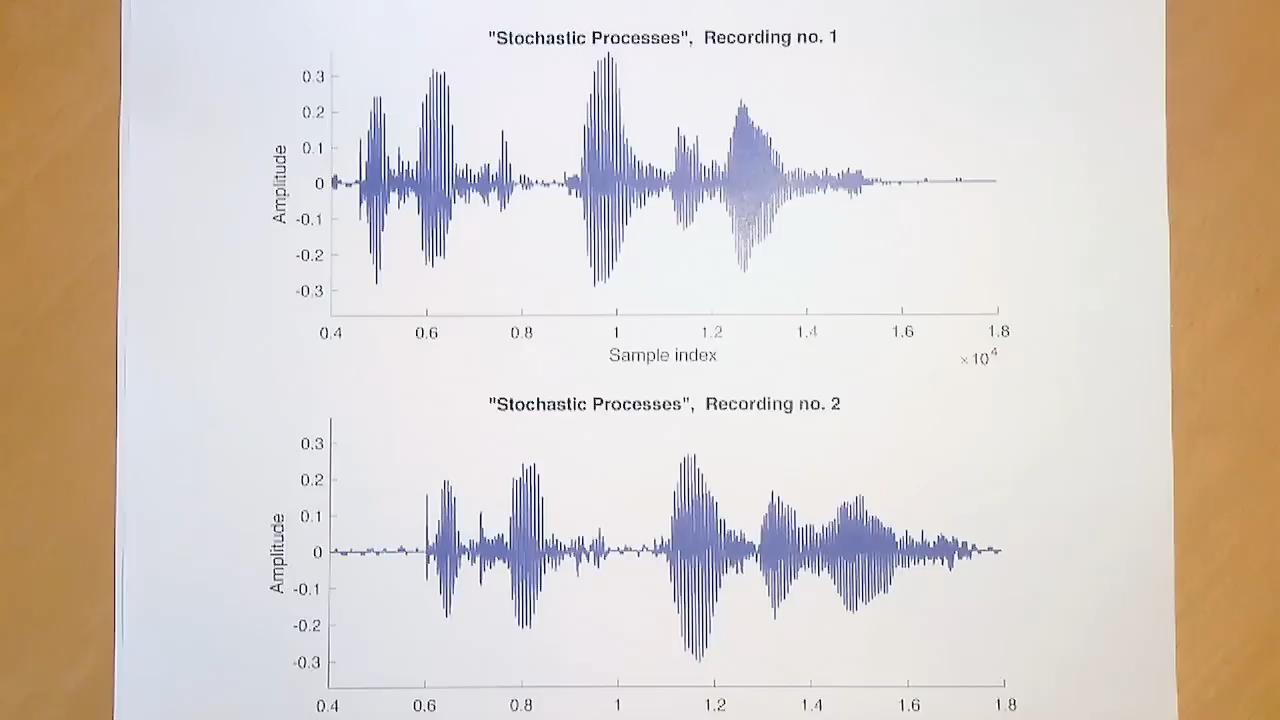 "Stochastic Processes", Recording no. 1
0.3
0.2
0.1
0
-0.1
-0.2
-0.3
Amplitude
0.4 0.6 0.8 1 1.2 1.4 1.6 1.8
Sample index
×10⁴
"Stochastic Processes", Recording no. 2
0.3
0.2
0.1
0
-0.1
-0.2
-0.3
Amplitude
0.4 0.6 0.8 1 1.2 1.4 1.6 1.8